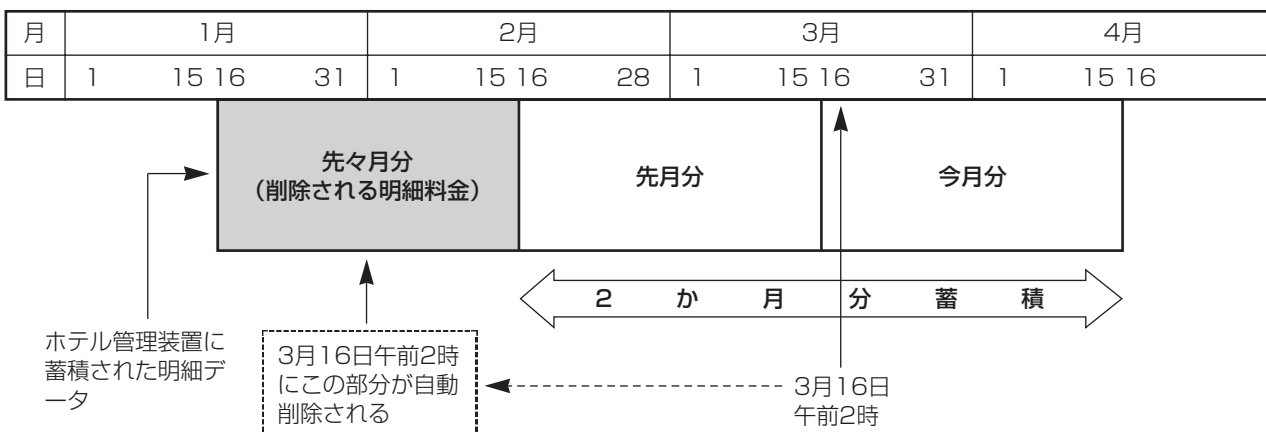 月 1月 2月 3月 4月
日 1 15 16 31 1 15 16 28 1 15 16 31 1 15 16
先々月分
（削除される明細料金）
先月分
今月分
2か月分蓄積
ホテル管理装置に
蓄積された明細デ
ータ
3月16日午前2時
にこの部分が自動
削除される
3月16日
午前2時